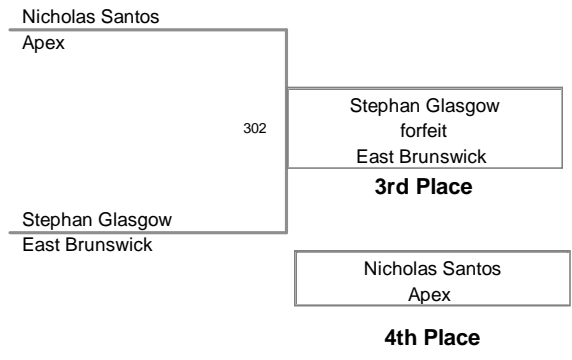 Nicholas Santos
Apex
302
Stephan Glasgow
forfeit
East Brunswick
3rd Place
Stephan Glasgow
East Brunswick
Nicholas Santos
Apex
4th Place